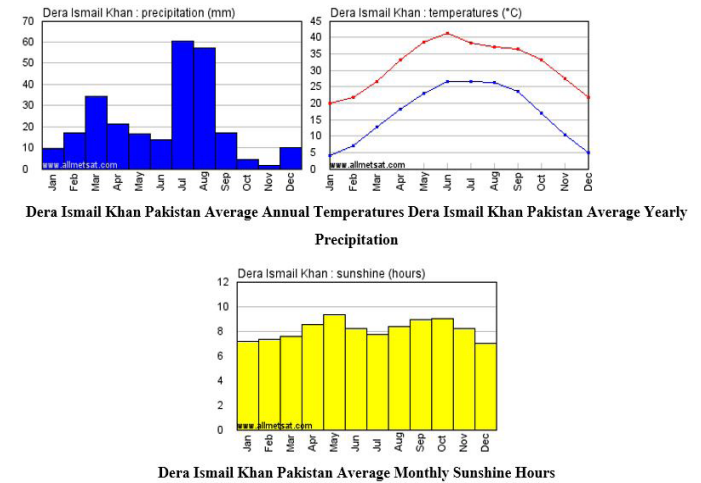 Dera Ismail Khan : precipitation (mm)
70
60
50
40
30
20
10
0
www.allmetsat.com
Jan Feb Mar Apr May Jun Jul Aug Sep Oct Nov Dec
Dera Ismail Khan : temperatures (°C)
45
40
35
30
25
20
15
10
5
0
www.allmetsat.com
Jan Feb Mar Apr May Jun Jul Aug Sep Oct Nov Dec
Dera Ismail Khan Pakistan Average Annual Temperatures Dera Ismail Khan Pakistan Average Yearly
Precipitation
Dera Ismail Khan : sunshine (hours)
12
10
8
6
4
2
0
www.allmetsat.com
Jan Feb Mar Apr May Jun Jul Aug Sep Oct Nov Dec
Dera Ismail Khan Pakistan Average Monthly Sunshine Hours